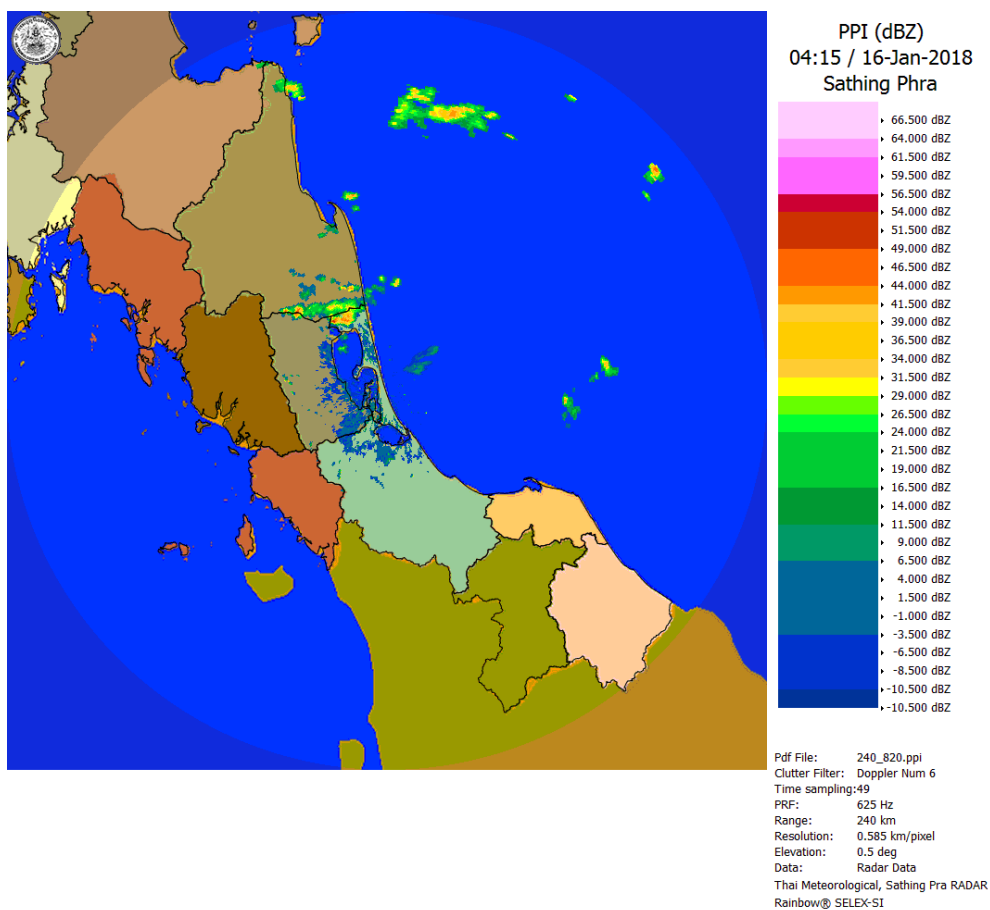 PPI (dBZ)
04:15 / 16-Jan-2018
Sathing Phra
66.500 dBZ
64.000 dBZ
61.500 dBZ
59.500 dBZ
56.500 dBZ
54.000 dBZ
51.500 dBZ
49.000 dBZ
46.500 dBZ
44.000 dBZ
41.500 dBZ
39.000 dBZ
36.500 dBZ
34.000 dBZ
31.500 dBZ
29.000 dBZ
26.500 dBZ
24.000 dBZ
21.500 dBZ
19.000 dBZ
16.500 dBZ
14.000 dBZ
11.500 dBZ
9.000 dBZ
6.500 dBZ
4.000 dBZ
1.500 dBZ
-1.000 dBZ
-3.500 dBZ
-6.500 dBZ
-8.500 dBZ
-10.500 dBZ
-10.500 dBZ
Pdf File: 240_820.ppi
Clutter Filter: Doppler Num 6
Time sampling:49
PRF: 625 Hz
Range: 240 km
Resolution: 0.585 km/pixel
Elevation: 0.5 deg
Data: Radar Data
Thai Meteorological, Sathing Pra RADAR
Rainbow® SELEX-SI